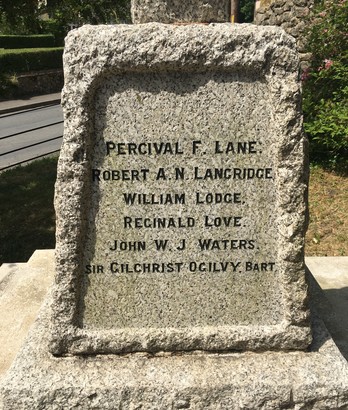 PERCIVAL F. LANE.
ROBERT A. N. LANGRIDGE
WILLIAM LODGE.
REGINALD LOVE.
JOHN W. J. WATERS.
SIR GILCHRIST OGILVY, BART.